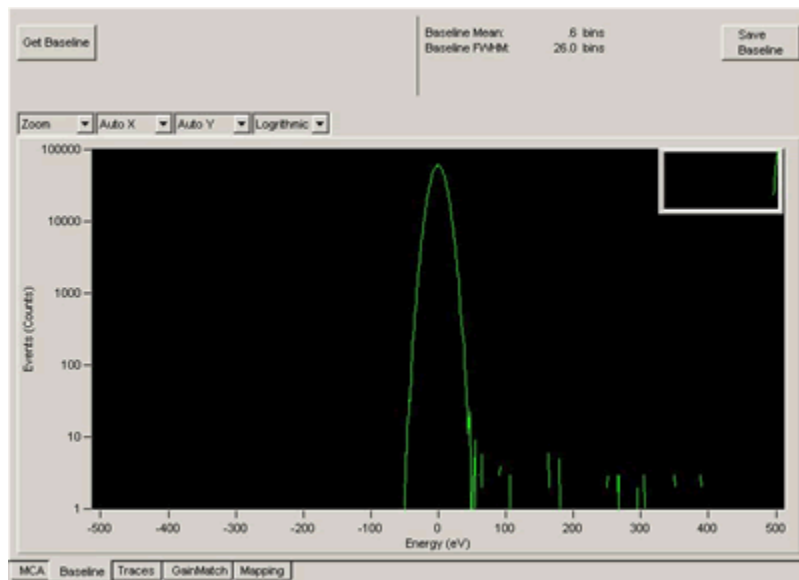 Get Baseline
Baseline Mean: .6 bins
Baseline FWHM: 26.0 bins
Save
Baseline
Zoom Auto X Auto Y Logrithmic
100000
10000
1000
100
10
1
Events (Counts)
-500 -400 -300 -200 -100 0 100 200 300 400 500
Energy (eV)
MCA Baseline Traces GainMatch Mapping